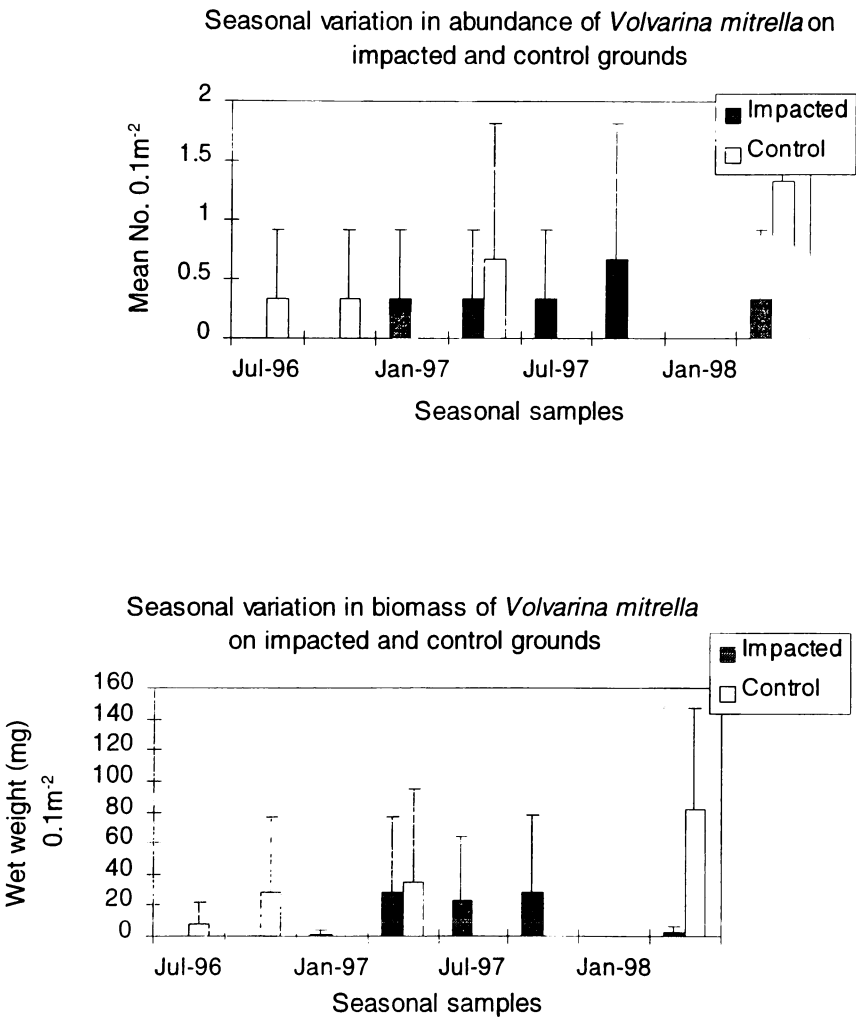 Seasonal variation in abundance of Volvarina mitrella on
impacted and control grounds
Impacted
Control
Mean No. 0.1m-2
2
1.5
1
0.5
0
Jul-96 Jan-97 Jul-97 Jan-98
Seasonal samples
Seasonal variation in biomass of Volvarina mitrella
on impacted and control grounds
Impacted
Control
Wet weight (mg)
0.1m-2
160
140
120
100
80
60
40
20
0
Jul-96 Jan-97 Jul-97 Jan-98
Seasonal samples